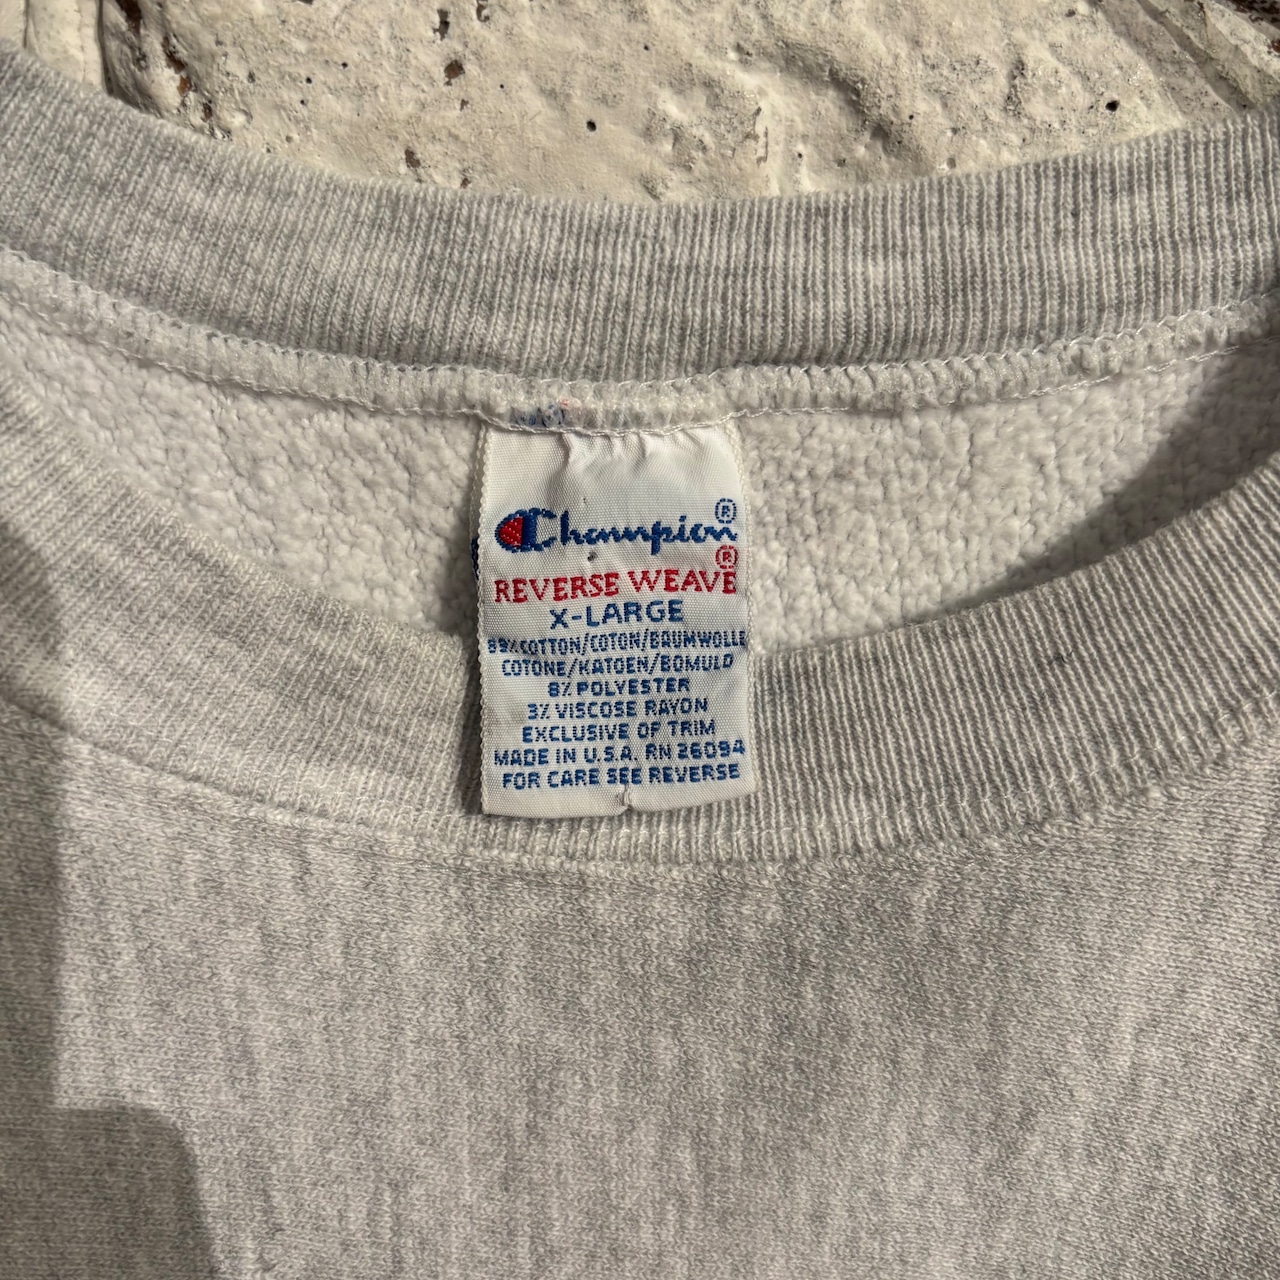 Champion®
REVERSE WEAVE®
X-LARGE
89% COTTON/COTON/BAUMWOLLE
COTONE/KATOEN/BOMULD
8% POLYESTER
3% VISCOSE RAYON
EXCLUSIVE OF TRIM
MADE IN U.S.A. RN 26094
FOR CARE SEE REVERSE